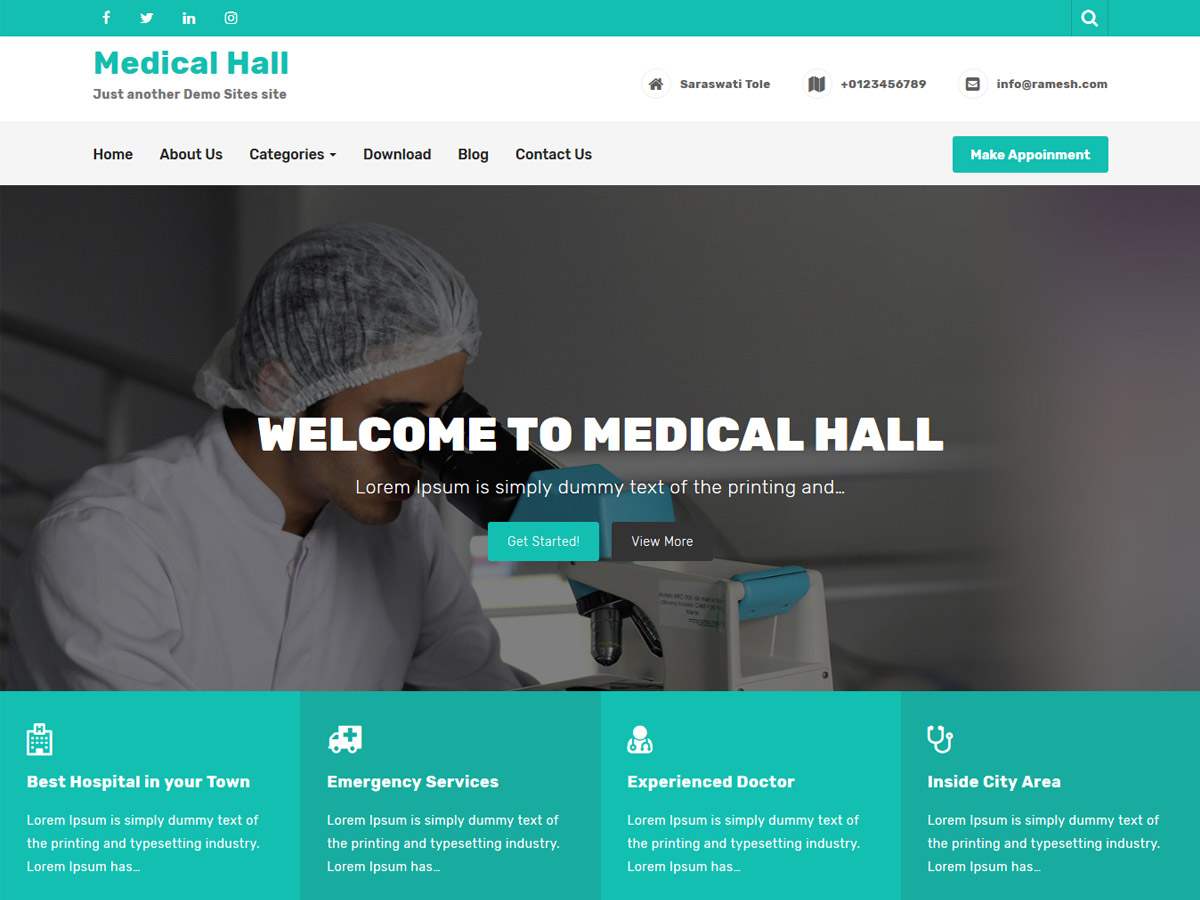 Medical Hall
Just another Demo Sites site
Saraswati Tole
+0123456789
info@ramesh.com
Home
About Us
Categories
Download
Blog
Contact Us
Make Appoinment
WELCOME TO MEDICAL HALL
Lorem Ipsum is simply dummy text of the printing and…
Get Started!
View More
Best Hospital in your Town
Lorem Ipsum is simply dummy text of
the printing and typesetting industry.
Lorem Ipsum has…
Emergency Services
Lorem Ipsum is simply dummy text of
the printing and typesetting industry.
Lorem Ipsum has…
Experienced Doctor
Lorem Ipsum is simply dummy text of
the printing and typesetting industry.
Lorem Ipsum has…
Inside City Area
Lorem Ipsum is simply dummy text of
the printing and typesetting industry.
Lorem Ipsum has…